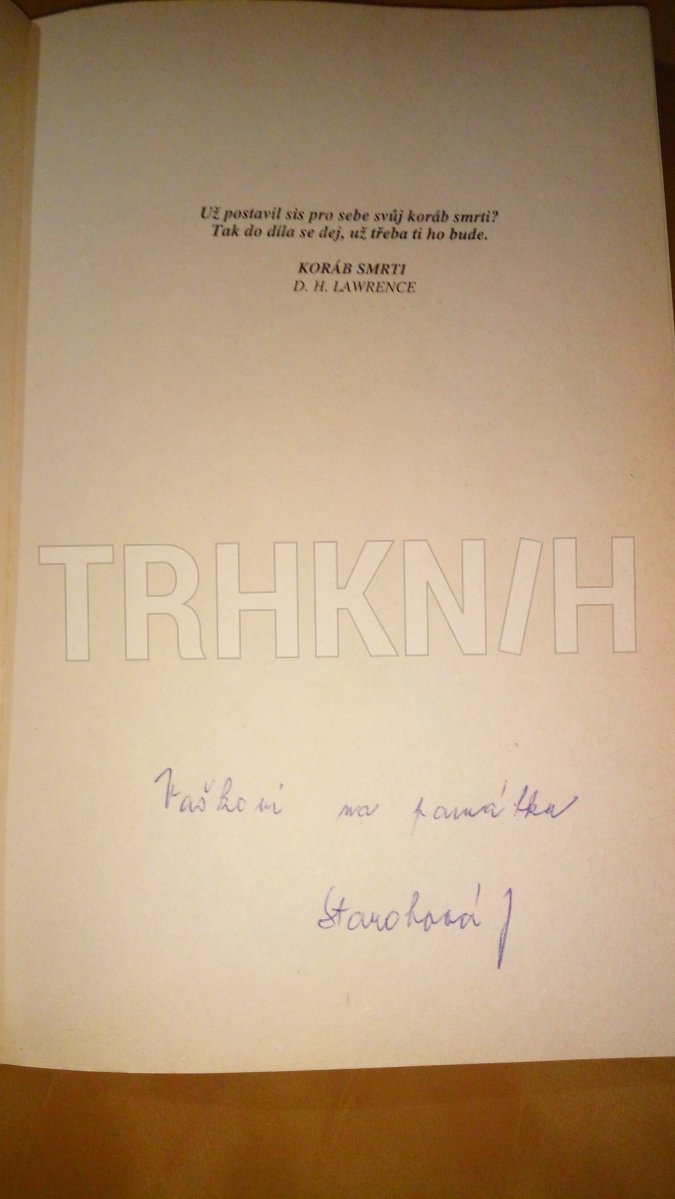 Už postavil sis pro sebe svůj koráb smrti?
Tak do díla se dej, už třeba ti ho bude.
KORÁB SMRTI
D. H. LAWRENCE
TRHKNIH
Vaškovi na památku